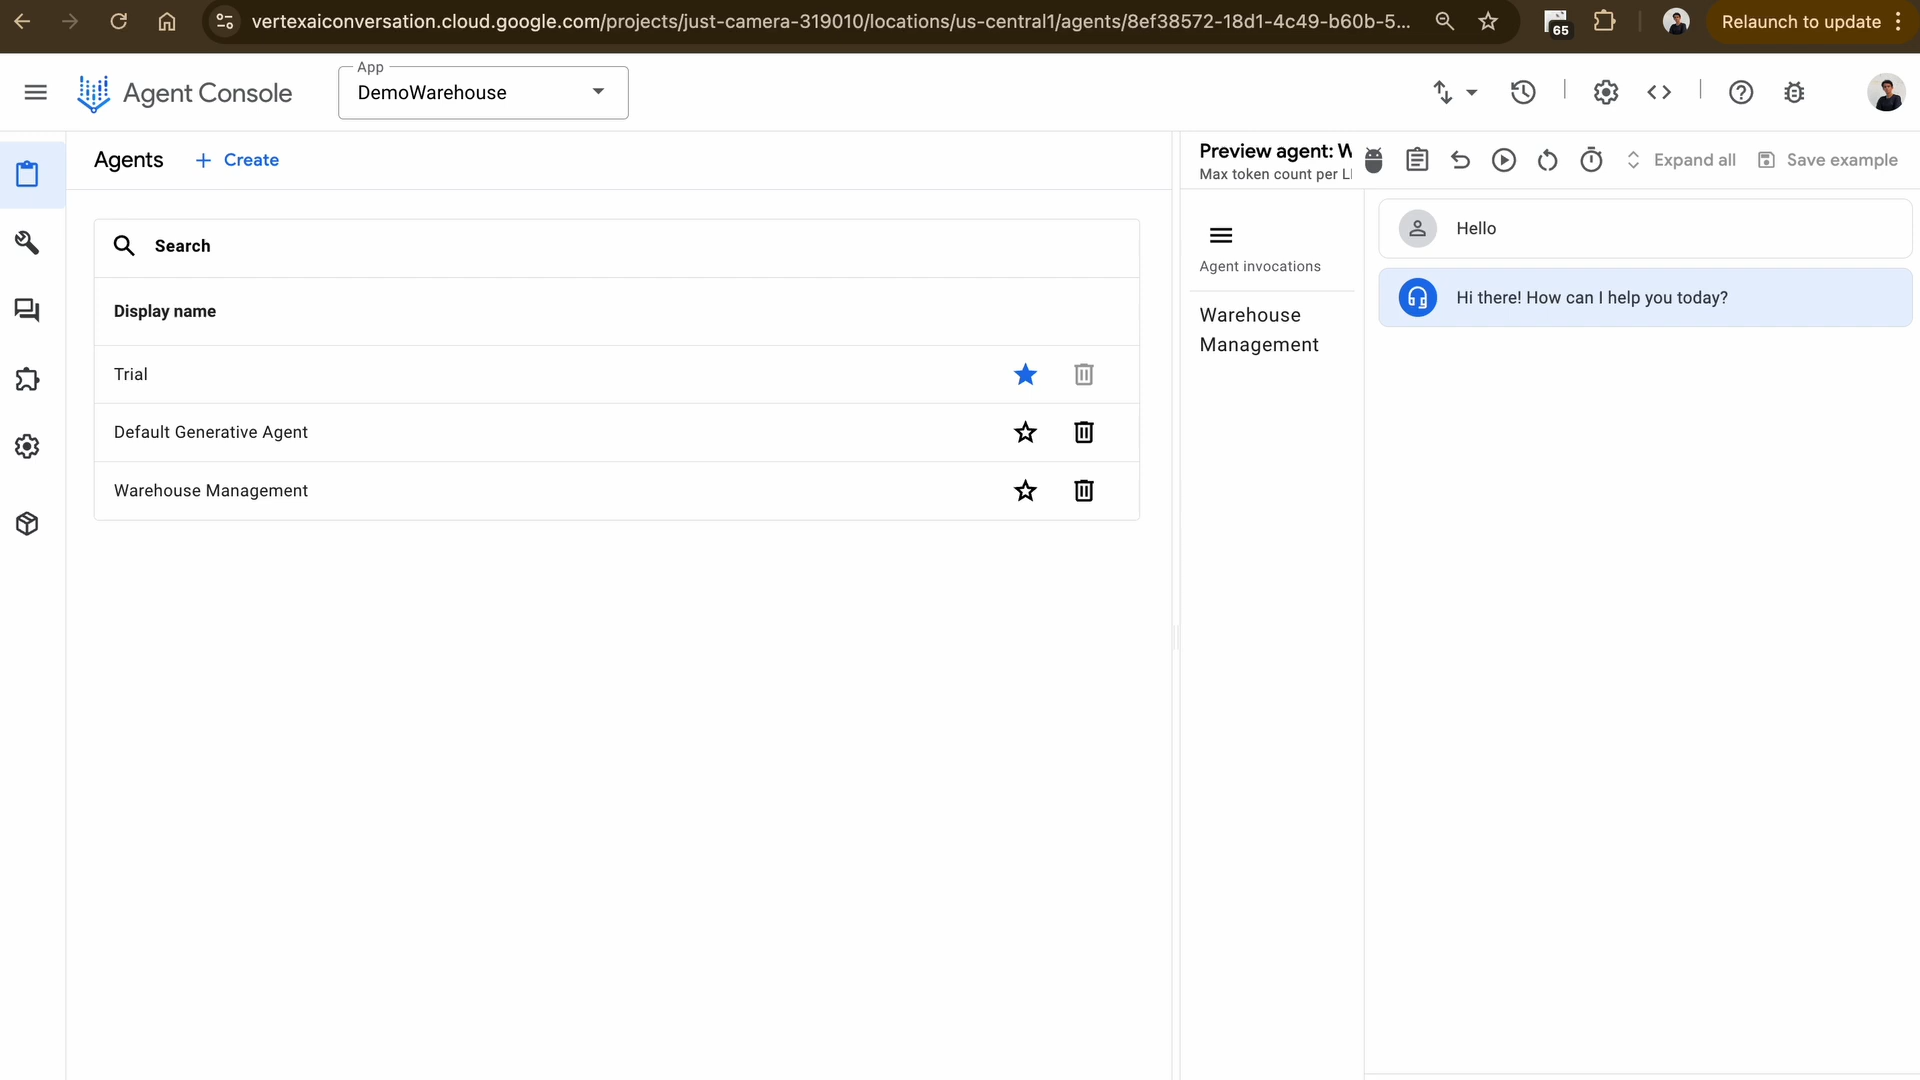 vertexaiconversation.cloud.google.com/projects/just-camera-319010/locations/us-central1/agents/8ef38572-18d1-4c49-b60b-5...
65
Relaunch to update
Agent Console
App
DemoWarehouse
Agents
Create
Search
Display name
Trial
Default Generative Agent
Warehouse Management
Preview agent: W
Max token count per L
Expand all
Save example
Agent invocations
Warehouse
Management
Hello
Hi there! How can I help you today?